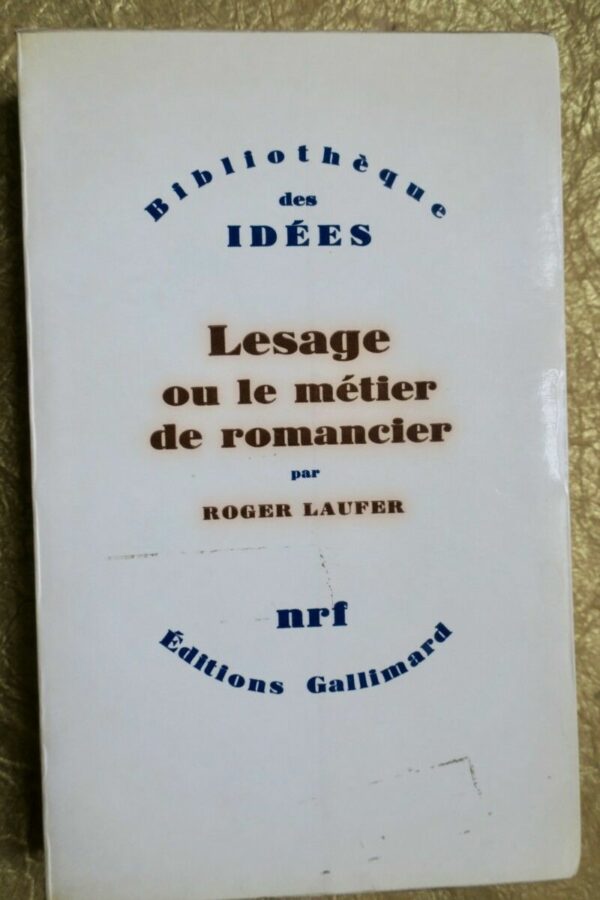 Bibliothèque
des
IDÉES
Lesage
ou le métier
de romancier
par
ROGER LAUFER
nrf
Éditions Gallimard